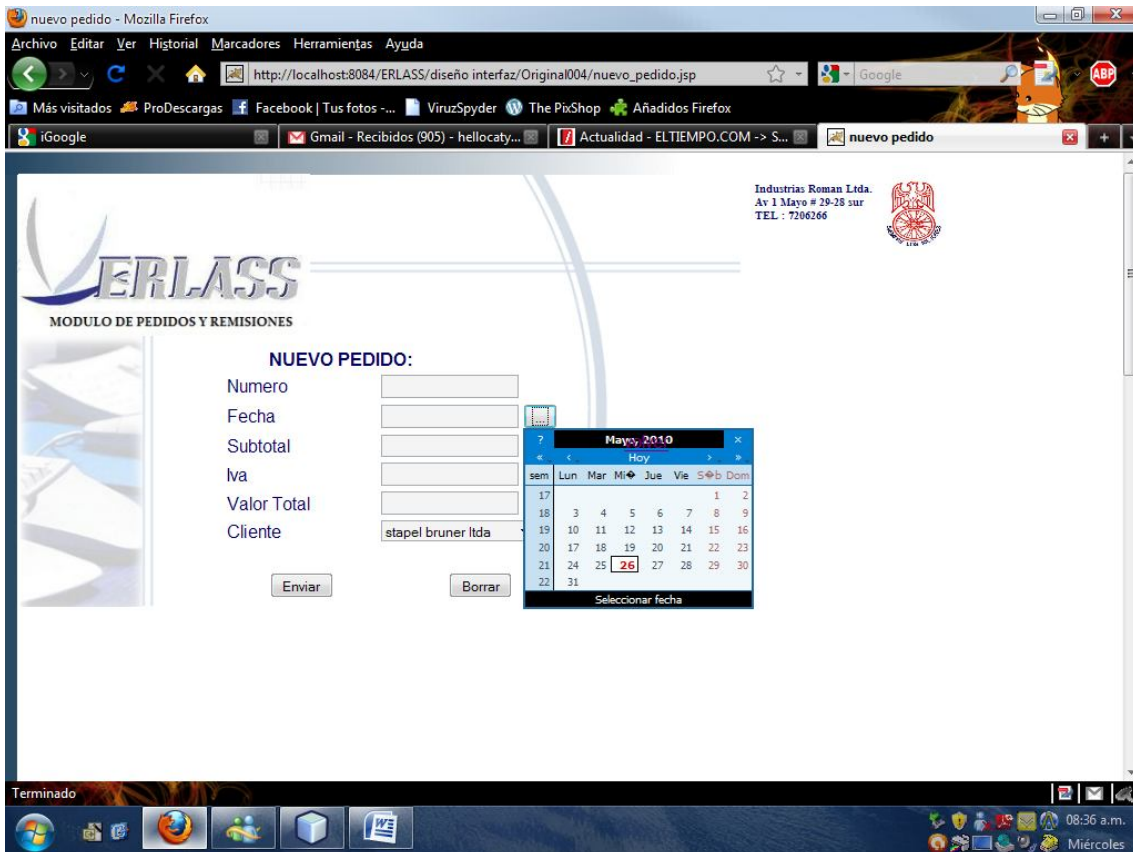 nuevo pedido - Mozilla Firefox
Archivo Editar Ver Historial Marcadores Herramientas Ayuda
http://localhost:8084/ERLASS/diseño interfaz/Original004/nuevo_pedido.jsp
Google
ABP
Más visitados ProDescargas Facebook | Tus fotos -... ViruzSpyder The PixShop Añadidos Firefox
iGoogle
Gmail - Recibidos (905) - hellocaty...
Actualidad - ELTIEMPO.COM -> S...
nuevo pedido
Industrias Roman Ltda.
Av 1 Mayo # 29-28 sur
TEL : 7206266
ERLASS
MODULO DE PEDIDOS Y REMISIONES
NUEVO PEDIDO:
Numero
Fecha
...
Subtotal
Iva
Valor Total
Cliente
stapel bruner ltda
Enviar Borrar
? Mayo, 2010 ×
« ‹ Hoy › »
sem Lun Mar Mi� Jue Vie S�b Dom
17 1 2
18 3 4 5 6 7 8 9
19 10 11 12 13 14 15 16
20 17 18 19 20 21 22 23
21 24 25 26 27 28 29 30
22 31
Seleccionar fecha
Terminado
08:36 a.m.
Miércoles